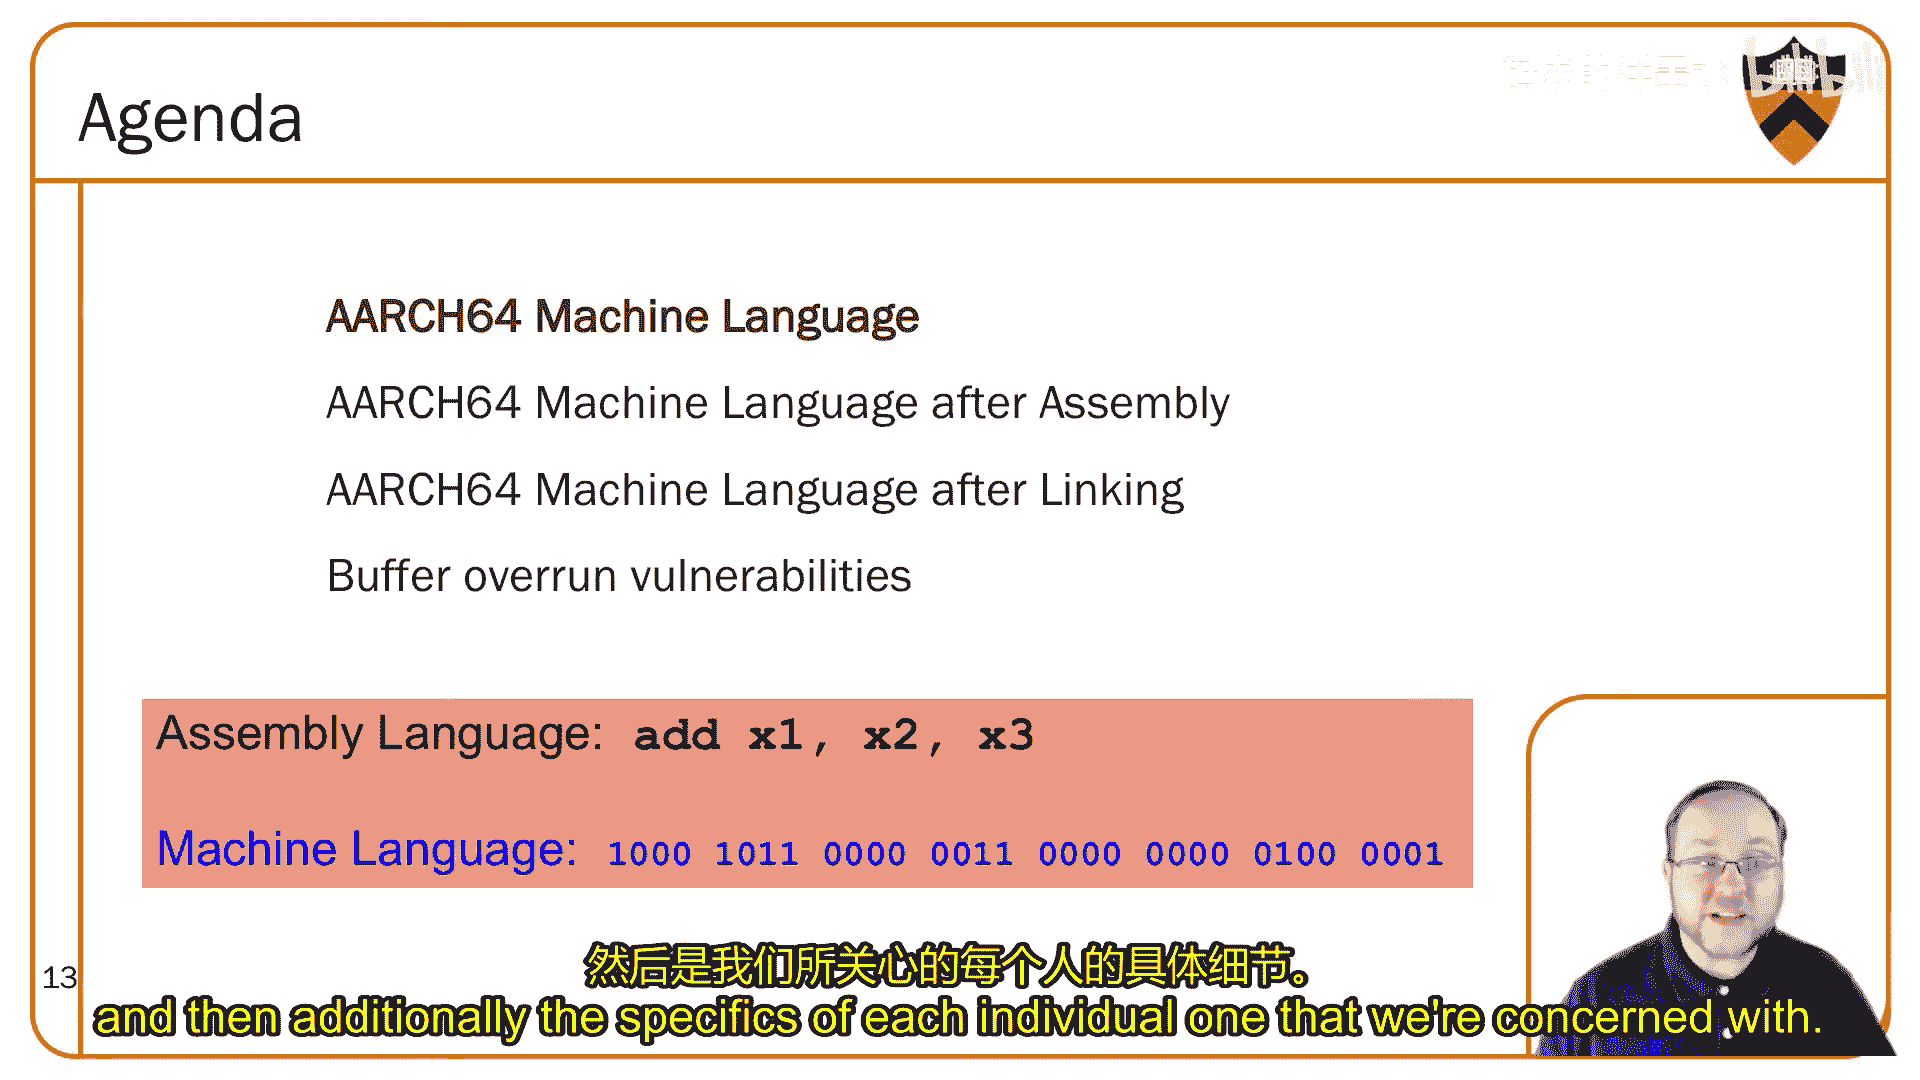 Agenda
AARCH64 Machine Language
AARCH64 Machine Language after Assembly
AARCH64 Machine Language after Linking
Buffer overrun vulnerabilities
Assembly Language: add x1, x2, x3
Machine Language: 1000 1011 0000 0011 0000 0000 0100 0001
13
然后是我们所关心的每个人的具体细节。
and then additionally the specifics of each individual one that we're concerned with.